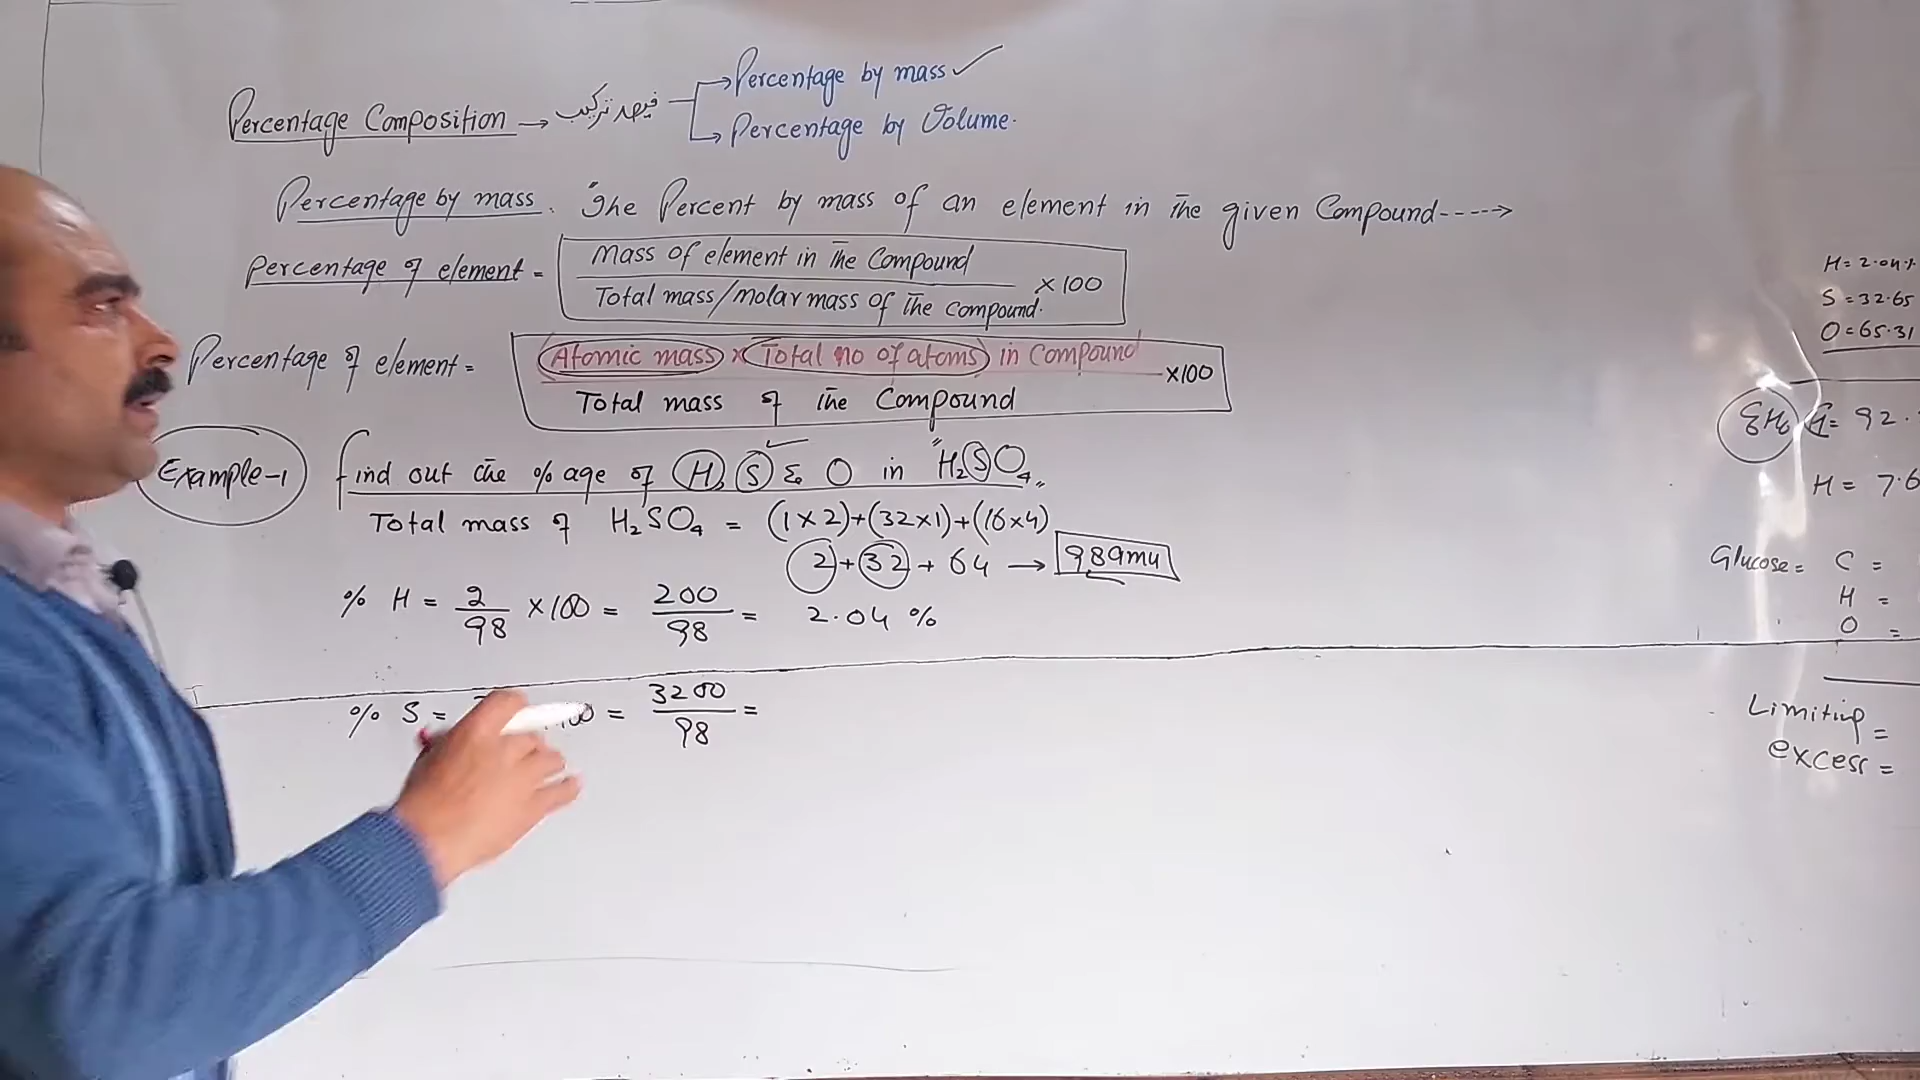 Percentage Composition → فیصد ترکیب
Percentage by mass ✓
Percentage by Volume.
Percentage by mass. The Percent by mass of an element in the given Compound---->
Percentage of element = Mass of element in the Compound
Total mass/molar mass of the compound. ×100
Percentage of element = Atomic mass × Total no of atoms in Compound
Total mass of the Compound ×100
Example-1 find out the % age of H, S & O in "H₂SO₄"
Total mass of H₂SO₄ = (1×2)+(32×1)+(16×4)
2+32+64 → 98amu
% H = 2/98 ×100 = 200/98 = 2.04 %
% S = 100 = 3200/98 =
H=2.04%
S=32.65
O=65.31
= 92.
H = 7.6
Glucose= C =
H =
O =
Limiting =
excess =